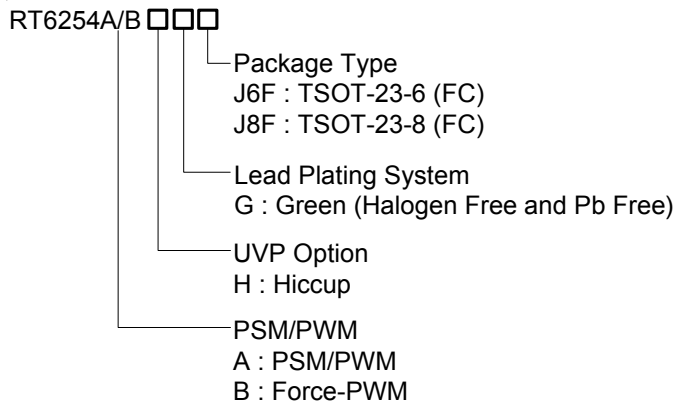 RT6254A/B
Package Type
J6F : TSOT-23-6 (FC)
J8F : TSOT-23-8 (FC)
Lead Plating System
G : Green (Halogen Free and Pb Free)
UVP Option
H : Hiccup
PSM/PWM
A : PSM/PWM
B : Force-PWM